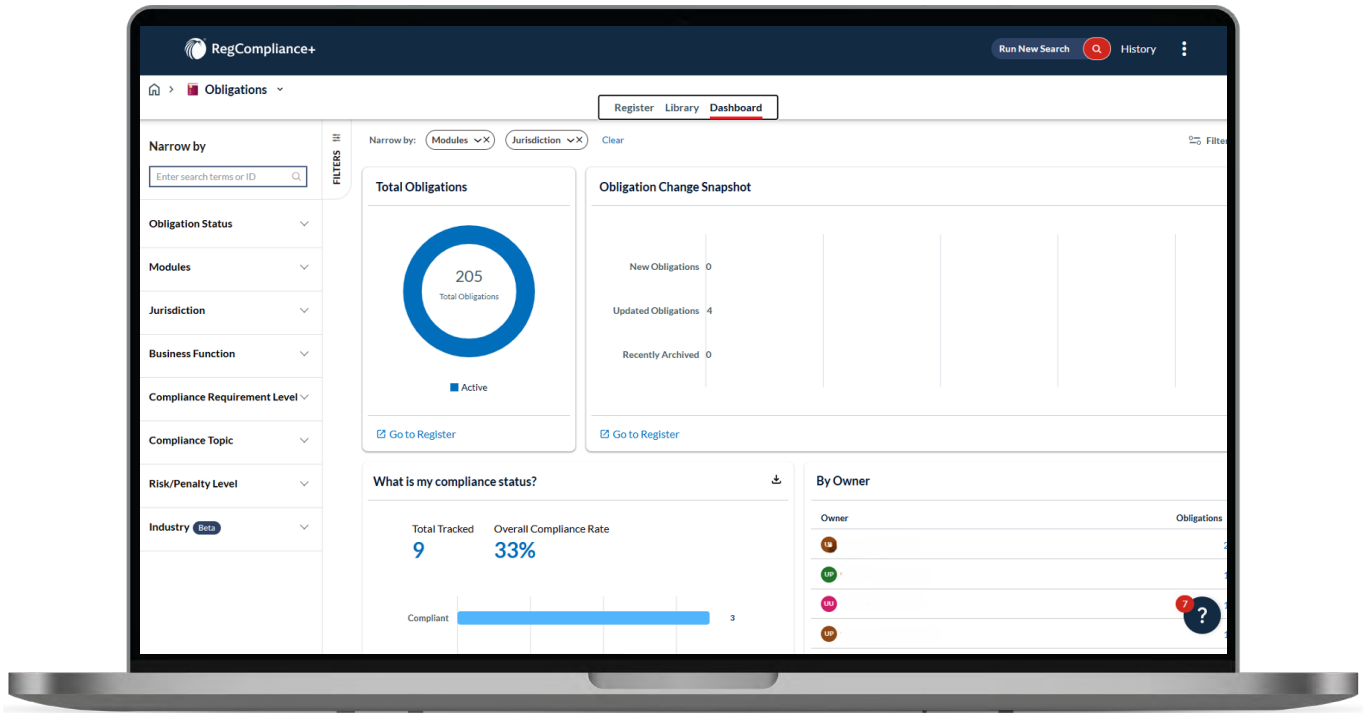 RegCompliance+
Run New Search
History
Obligations
Register Library Dashboard
Narrow by
Enter search terms or ID
FILTERS
Obligation Status
Modules
Jurisdiction
Business Function
Compliance Requirement Level
Compliance Topic
Risk/Penalty Level
Industry Beta
Narrow by: Modules Jurisdiction Clear
Total Obligations
205
Total Obligations
Active
Go to Register
Obligation Change Snapshot
New Obligations 0
Updated Obligations 4
Recently Archived 0
Go to Register
What is my compliance status?
Total Tracked Overall Compliance Rate
9 33%
Compliant 3
By Owner
Owner Obligations
UP
UU
UP
7
?